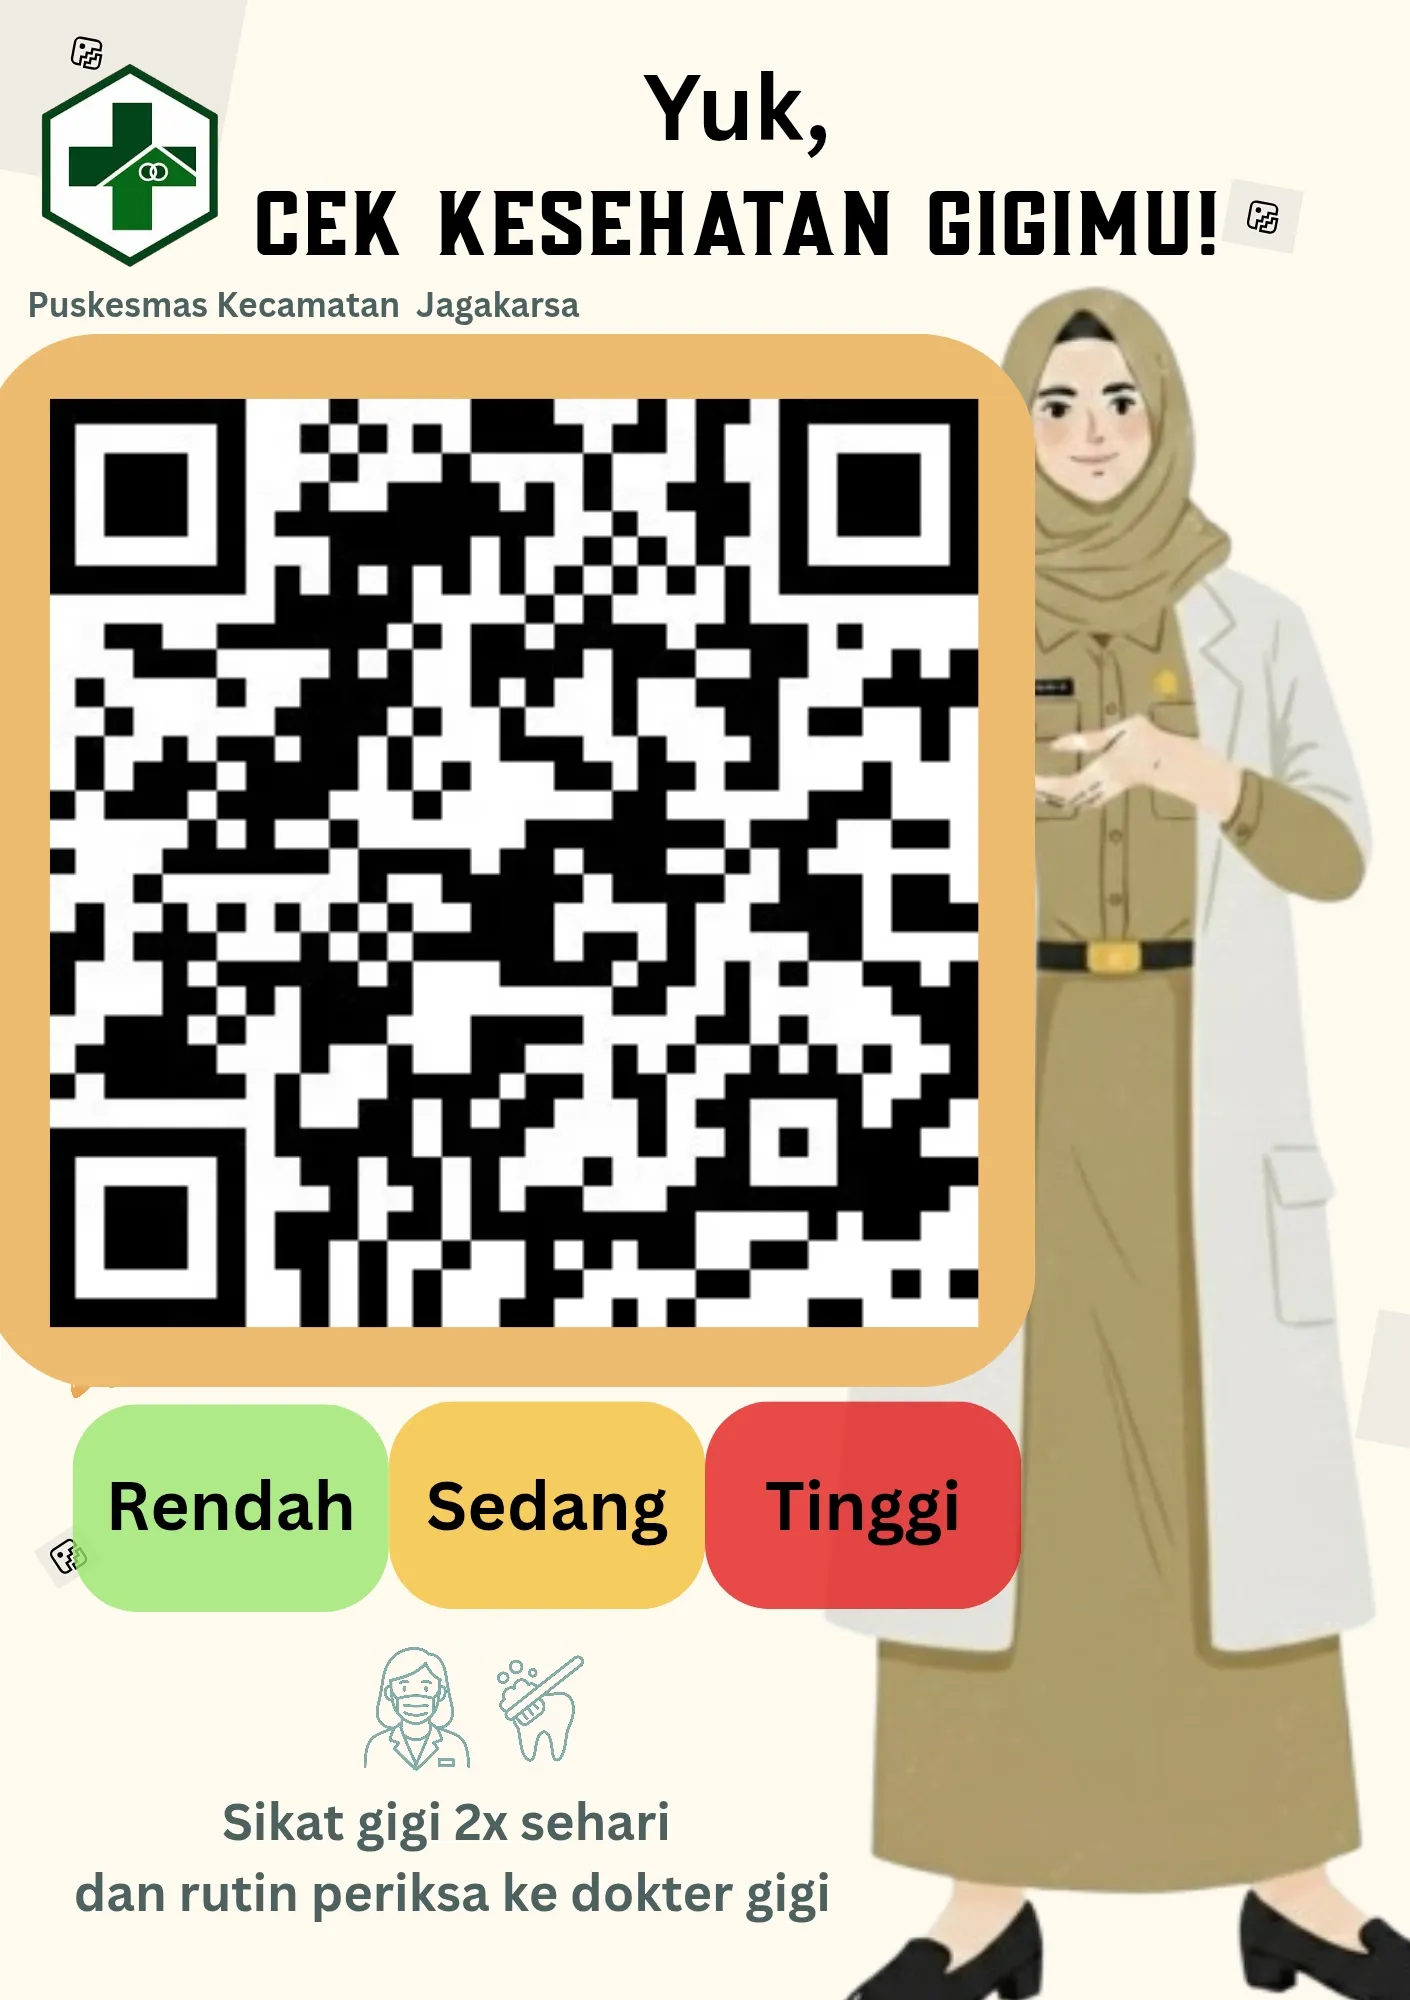 Yuk,
CEK KESEHATAN GIGIMU!
Puskesmas Kecamatan Jagakarsa
Rendah
Sedang
Tinggi
Sikat gigi 2x sehari
dan rutin periksa ke dokter gigi